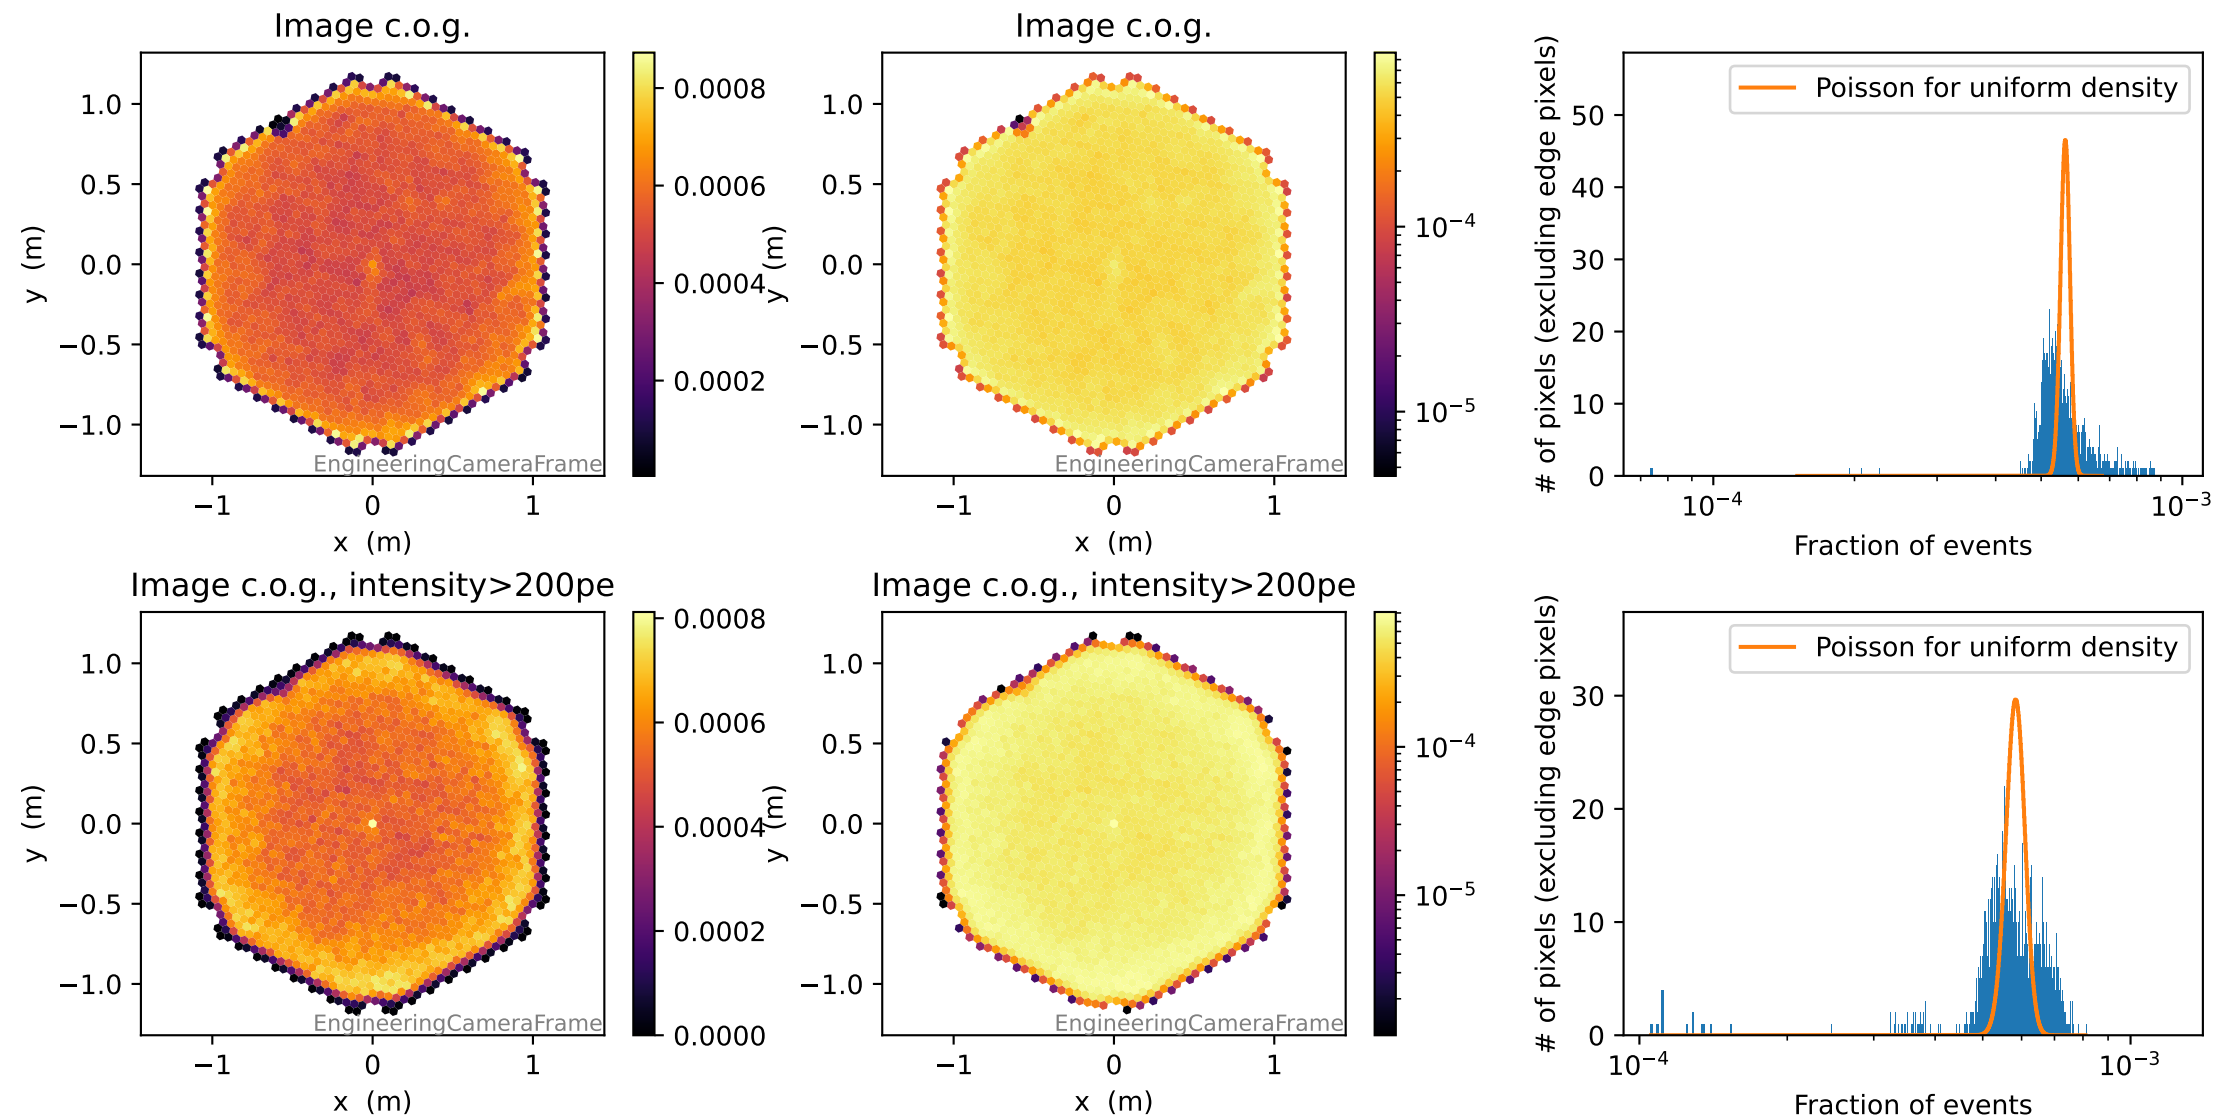 Image c.o.g.
1.0
0.5
0.0
−0.5
−1.0
y (m)
−1
0
1
x (m)
EngineeringCameraFrame
0.0008
0.0006
0.0004
0.0002
Image c.o.g.
1.0
0.5
0.0
−0.5
−1.0
y (m)
−1
0
1
x (m)
EngineeringCameraFrame
10⁻⁴
10⁻⁵
Poisson for uniform density
# of pixels (excluding edge pixels)
50
40
30
20
10
0
10⁻⁴
10⁻³
Fraction of events
Image c.o.g., intensity>200pe
1.0
0.5
0.0
−0.5
−1.0
y (m)
−1
0
1
x (m)
EngineeringCameraFrame
0.0008
0.0006
0.0004
0.0002
0.0000
Image c.o.g., intensity>200pe
1.0
0.5
0.0
−0.5
−1.0
y (m)
−1
0
1
x (m)
EngineeringCameraFrame
10⁻⁴
10⁻⁵
Poisson for uniform density
# of pixels (excluding edge pixels)
30
20
10
0
10⁻⁴
10⁻³
Fraction of events